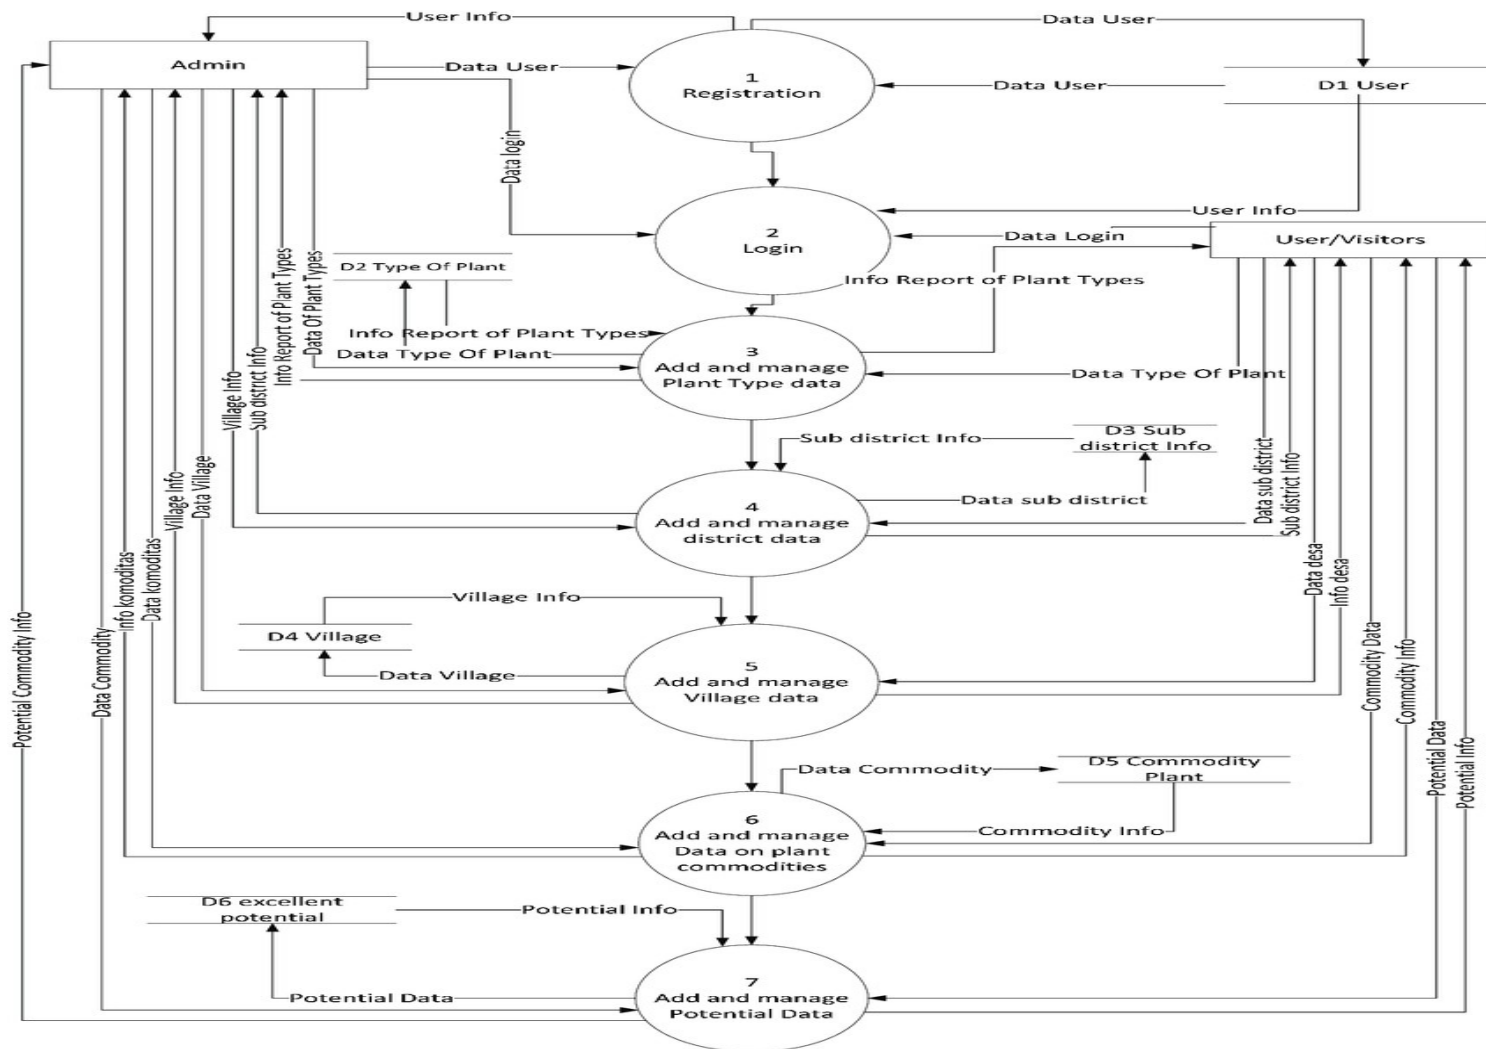 User Info
Data User
Admin
Data User
1
Registration
Data User
D1 User
Data login
User Info
2
Login
Data Login
User/Visitors
D2 Type Of Plant
Info Report of Plant Types
Info Report of Plant Types
Data Type Of Plant
3
Add and manage
Plant Type data
Data Type Of Plant
Village Info
Sub district Info
Info Report of Plant Types
Data Of Plant Types
Sub district Info
D3 Sub
district Info
4
Add and manage
district data
Data sub district
Data sub district
Sub district Info
Potential Commodity Info
Data Commodity
Info komoditas
Data komoditas
Village Info
Data Village
Village Info
D4 Village
Data Village
5
Add and manage
Village data
Data desa
Info desa
Commodity Data
Commodity Info
Potential Data
Potential Info
Data Commodity
D5 Commodity
Plant
6
Add and manage
Data on plant
commodities
Commodity Info
D6 excellent
potential
Potential Info
Potential Data
7
Add and manage
Potential Data